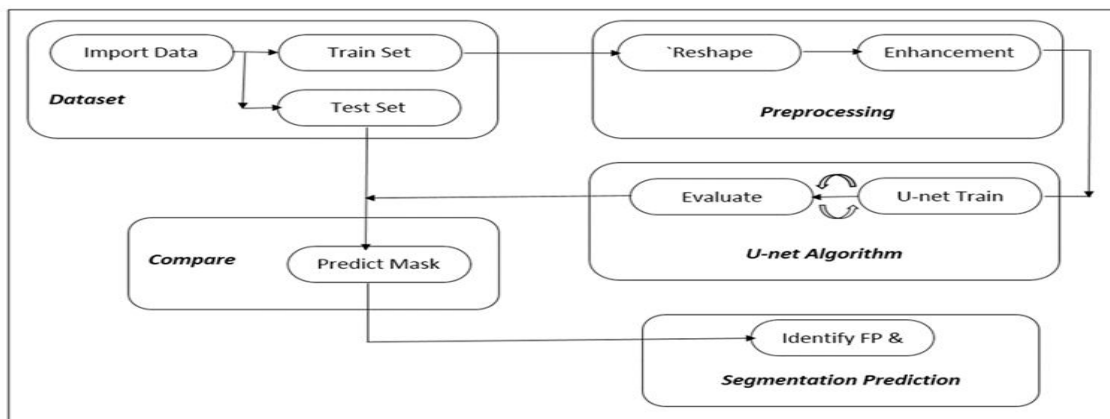 Import Data
Train Set
Test Set
Dataset
`Reshape
Enhancement
Preprocessing
Evaluate
U-net Train
U-net Algorithm
Compare
Predict Mask
Identify FP &
Segmentation Prediction